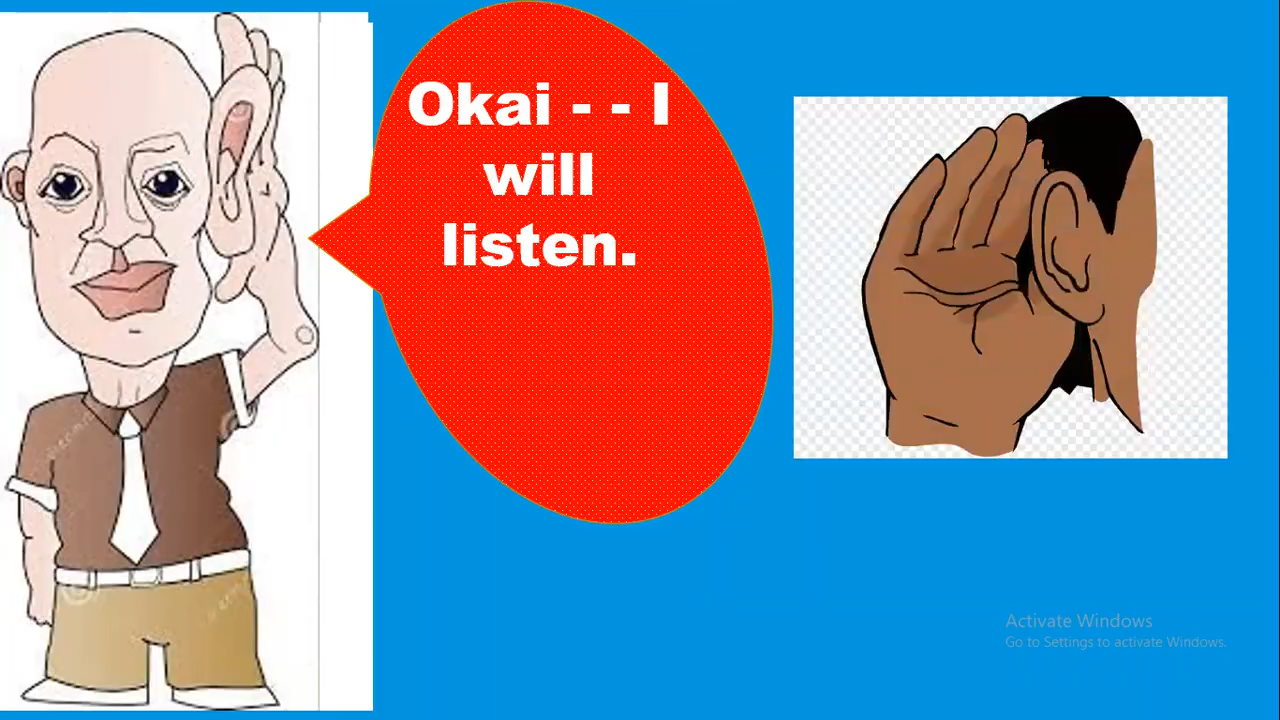 Okai - - I
will
listen.
Activate Windows
Go to Settings to activate Windows.